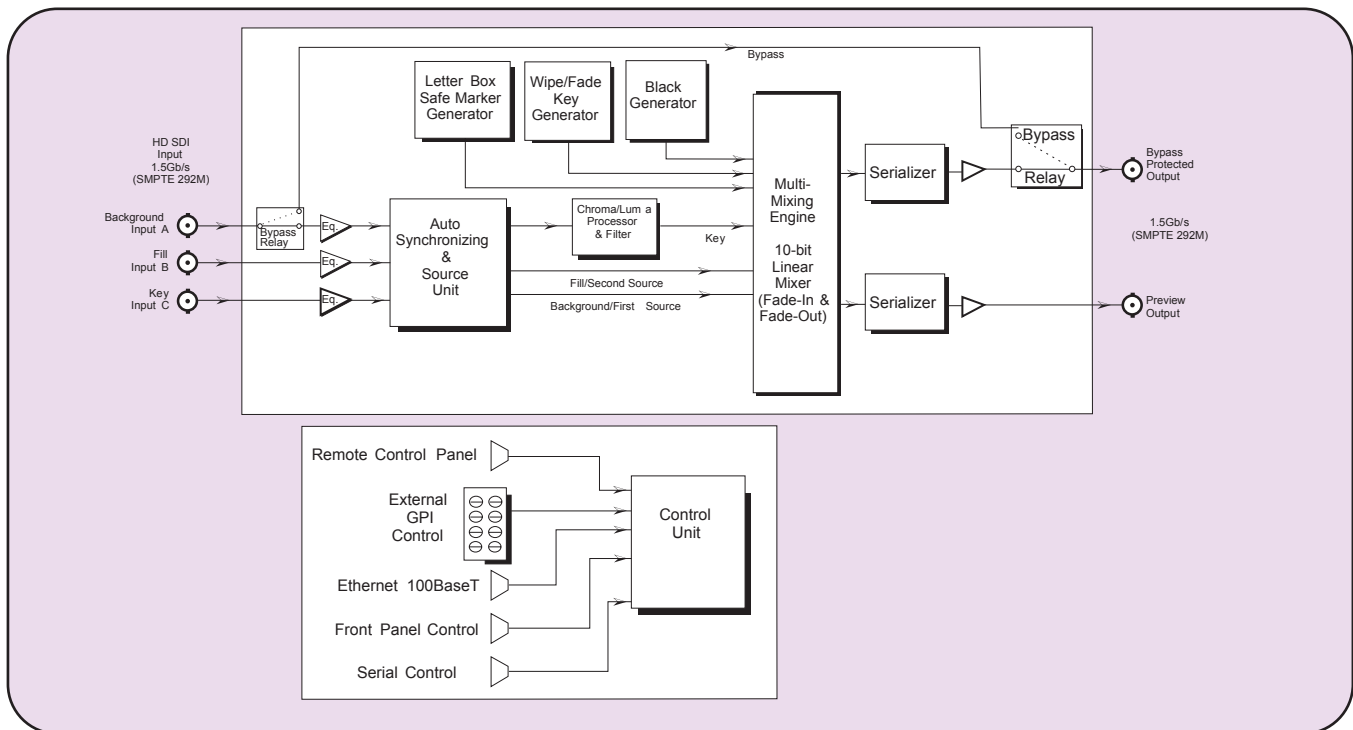 Bypass
Letter Box
Safe Marker
Generator
Wipe/Fade
Key
Generator
Black
Generator
HD SDI
Input
1.5Gb/s
(SMPTE 292M)
Background
Input A
Fill
Input B
Key
Input C
Bypass
Relay
Eq.
Eq.
Eq.
Auto
Synchronizing
&
Source
Unit
Chroma/Lum a
Processor
& Filter
Key
Fill/Second Source
Background/First Source
Multi-
Mixing
Engine
10-bit
Linear
Mixer
(Fade-In &
Fade-Out)
Serializer
Serializer
Bypass
Relay
Bypass
Protected
Output
1.5Gb/s
(SMPTE 292M)
Preview
Output
Remote Control Panel
External
GPI
Control
Ethernet 100BaseT
Front Panel Control
Serial Control
Control
Unit